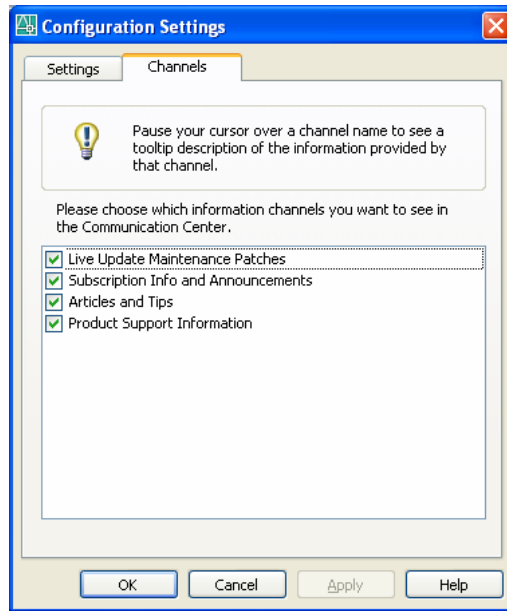 Configuration Settings
Settings
Channels
Pause your cursor over a channel name to see a
tooltip description of the information provided by
that channel.
Please choose which information channels you want to see in
the Communication Center.
Live Update Maintenance Patches
Subscription Info and Announcements
Articles and Tips
Product Support Information
OK
Cancel
Apply
Help